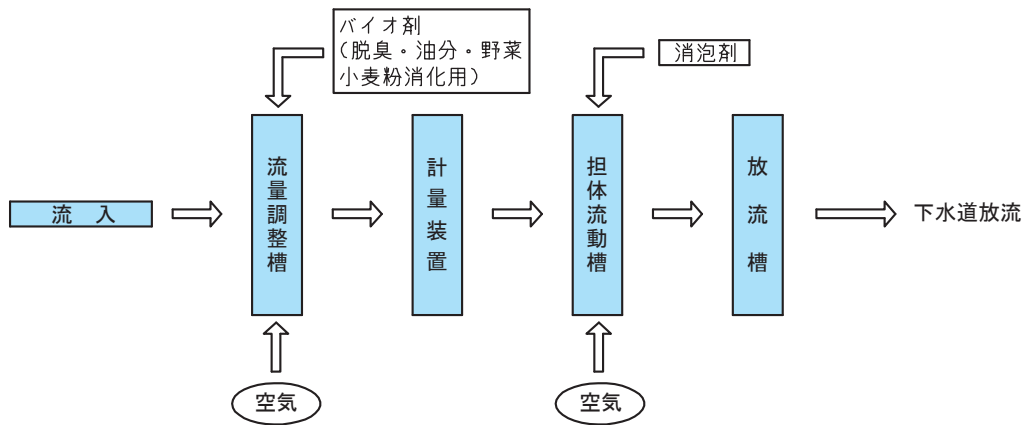 バイオ剤
（脱臭・油分・野菜
小麦粉消化用）
消泡剤
流入
流量調整槽
計量装置
担体流動槽
放流槽
下水道放流
空気
空気